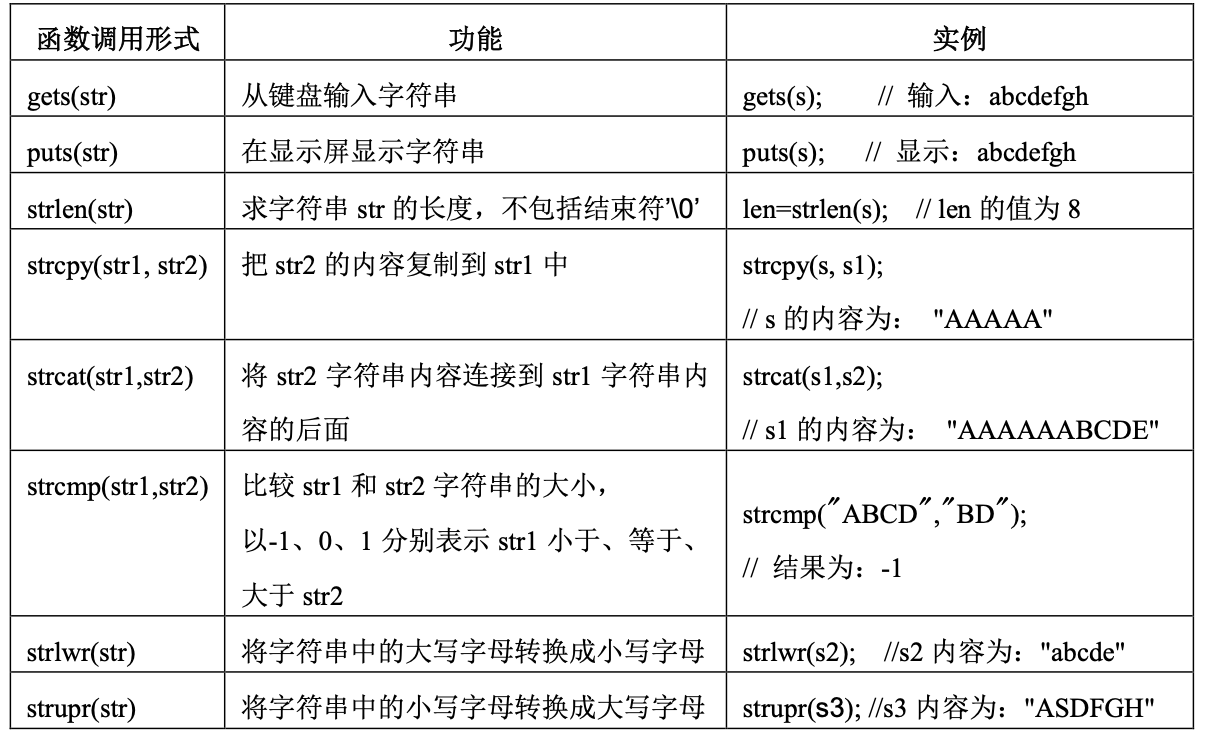 函数调用形式 功能 实例
gets(str) 从键盘输入字符串 gets(s); // 输入：abcdefgh
puts(str) 在显示屏显示字符串 puts(s); // 显示：abcdefgh
strlen(str) 求字符串 str 的长度，不包括结束符'\0' len=strlen(s); // len 的值为 8
strcpy(str1, str2) 把 str2 的内容复制到 str1 中 strcpy(s, s1);
// s 的内容为： "AAAAA"
strcat(str1,str2) 将 str2 字符串内容连接到 str1 字符串内 strcat(s1,s2);
容的后面 // s1 的内容为： "AAAAAABCDE"
strcmp(str1,str2) 比较 str1 和 str2 字符串的大小，
以-1、0、1 分别表示 str1 小于、等于、
大于 str2
strcmp("ABCD","BD");
// 结果为：-1
strlwr(str) 将字符串中的大写字母转换成小写字母 strlwr(s2); //s2 内容为："abcde"
strupr(str) 将字符串中的小写字母转换成大写字母 strupr(s3); //s3 内容为："ASDFGH"